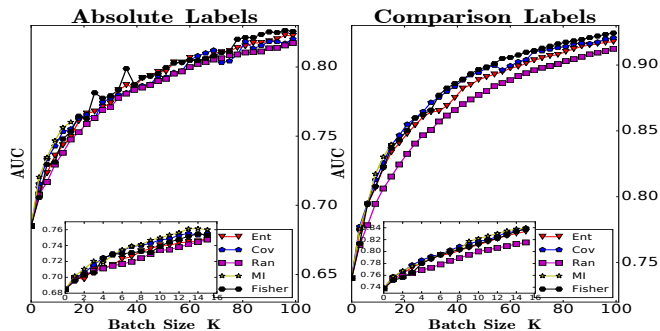 Absolute Labels
AUC
0.80
0.75
0.70
0.65
0 20 40 60 80 100
Batch Size K
Ent
Cov
Ran
MI
Fisher
0.76
0.74
0.72
0.70
0.68
0 2 4 6 8 10 12 14 16
Comparison Labels
AUC
0.90
0.85
0.80
0.75
0 20 40 60 80 100
Batch Size K
Ent
Cov
Ran
MI
Fisher
0.84
0.82
0.80
0.78
0.76
0.74
0 2 4 6 8 10 12 14 16